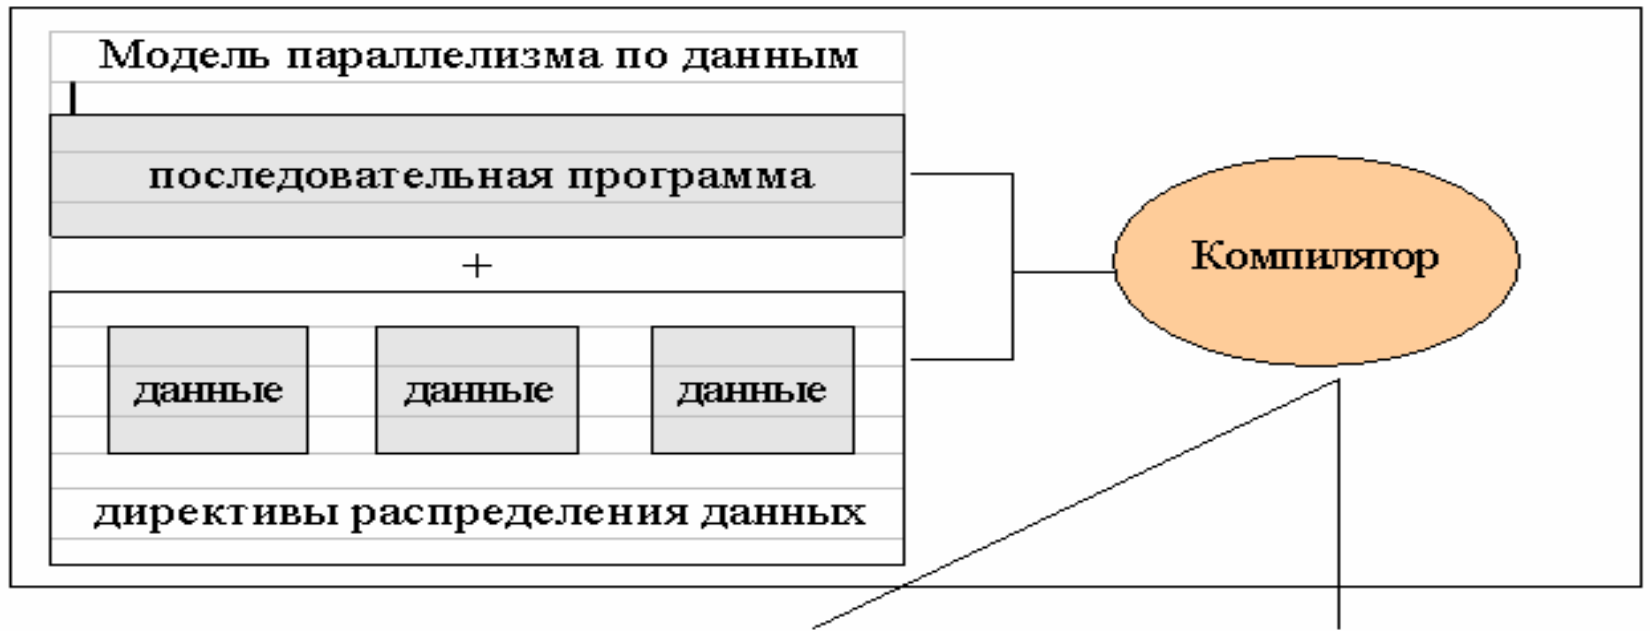 Модель параллелизма по данным
последовательная программа
+
Компилятор
данные данные данные
директивы распределения данных